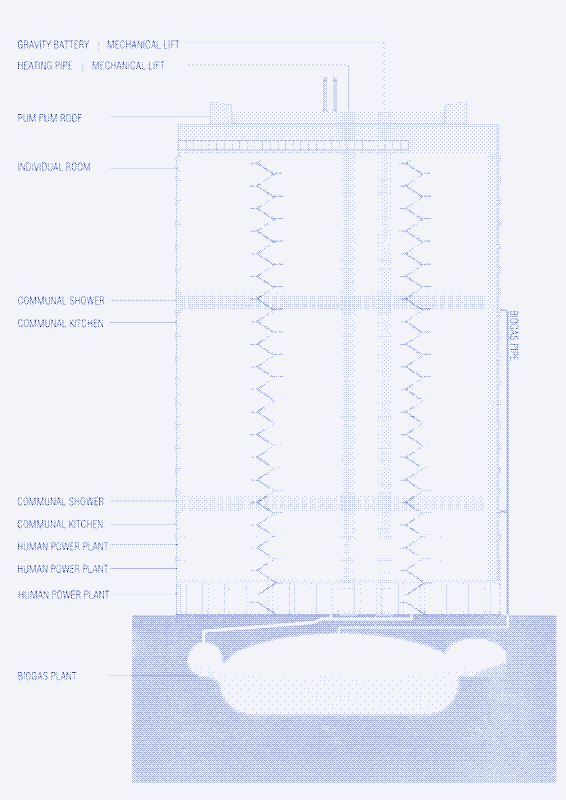 GRAVITY BATTERY | MECHANICAL LIFT
HEATING PIPE | MECHANICAL LIFT
PUM PUM ROOF
INDIVIDUAL ROOM
COMMUNAL SHOWER
COMMUNAL KITCHEN
BIOGAS PIPE
COMMUNAL SHOWER
COMMUNAL KITCHEN
HUMAN POWER PLANT
HUMAN POWER PLANT
HUMAN POWER PLANT
BIOGAS PLANT